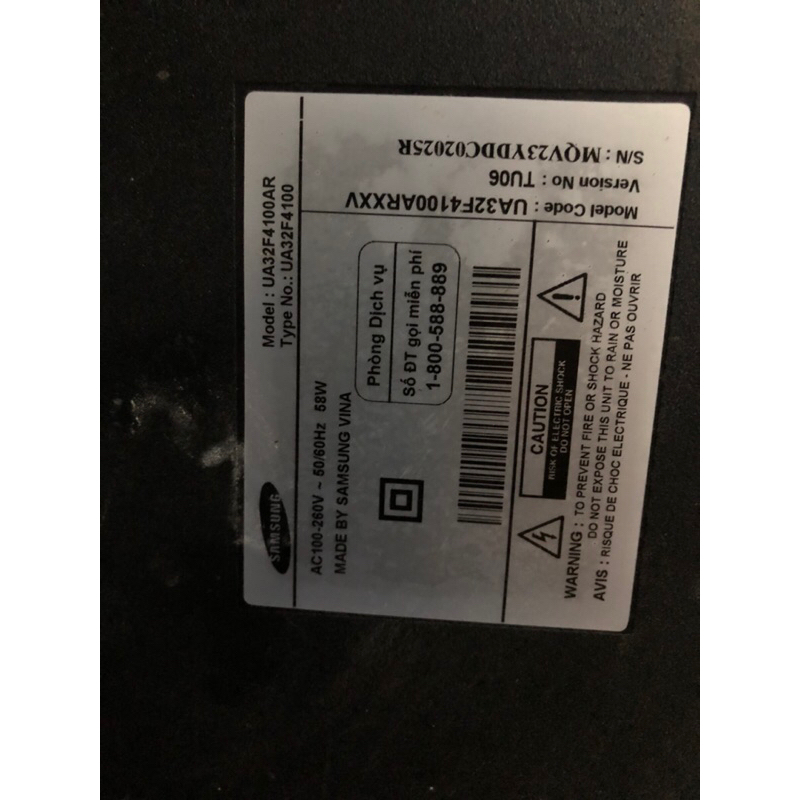 SAMSUNG
Model : UA32F4100AR
Type No.: UA32F4100
AC100-260V ~ 50/60Hz 58W
MADE BY SAMSUNG VINA
Phòng Dịch vụ
Số ĐT gọi miễn phí
1-800-588-889
CAUTION
RISK OF ELECTRIC SHOCK
DO NOT OPEN
WARNING : TO PREVENT FIRE OR SHOCK HAZARD
DO NOT EXPOSE THIS UNIT TO RAIN OR MOISTURE
AVIS : RISQUE DE CHOC ELECTRIQUE - NE PAS OUVRIR
Model Code : UA32F4100ARXXV
Version No : TU06
S/N : MQV23YDDC02025R